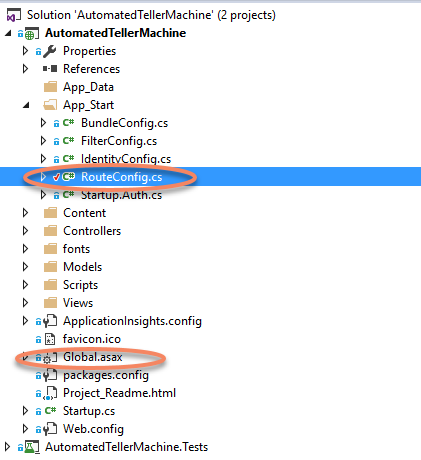 Solution 'AutomatedTellerMachine' (2 projects)
AutomatedTellerMachine
Properties
References
App_Data
App_Start
C# BundleConfig.cs
C# FilterConfig.cs
C# IdentityConfig.cs
C# RouteConfig.cs
C# Startup.Auth.cs
Content
Controllers
fonts
Models
Scripts
Views
ApplicationInsights.config
favicon.ico
Global.asax
packages.config
Project_Readme.html
C# Startup.cs
Web.config
AutomatedTellerMachine.Tests